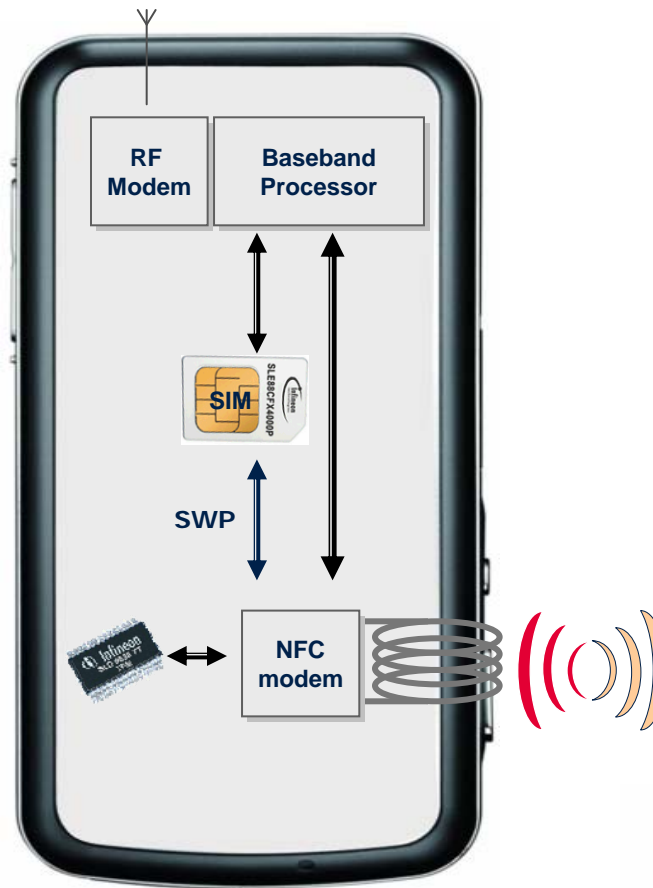 RF
Modem
Baseband
Processor
SIM
infineon
SLE88CFX4000P
SWP
Infineon
NFC
modem